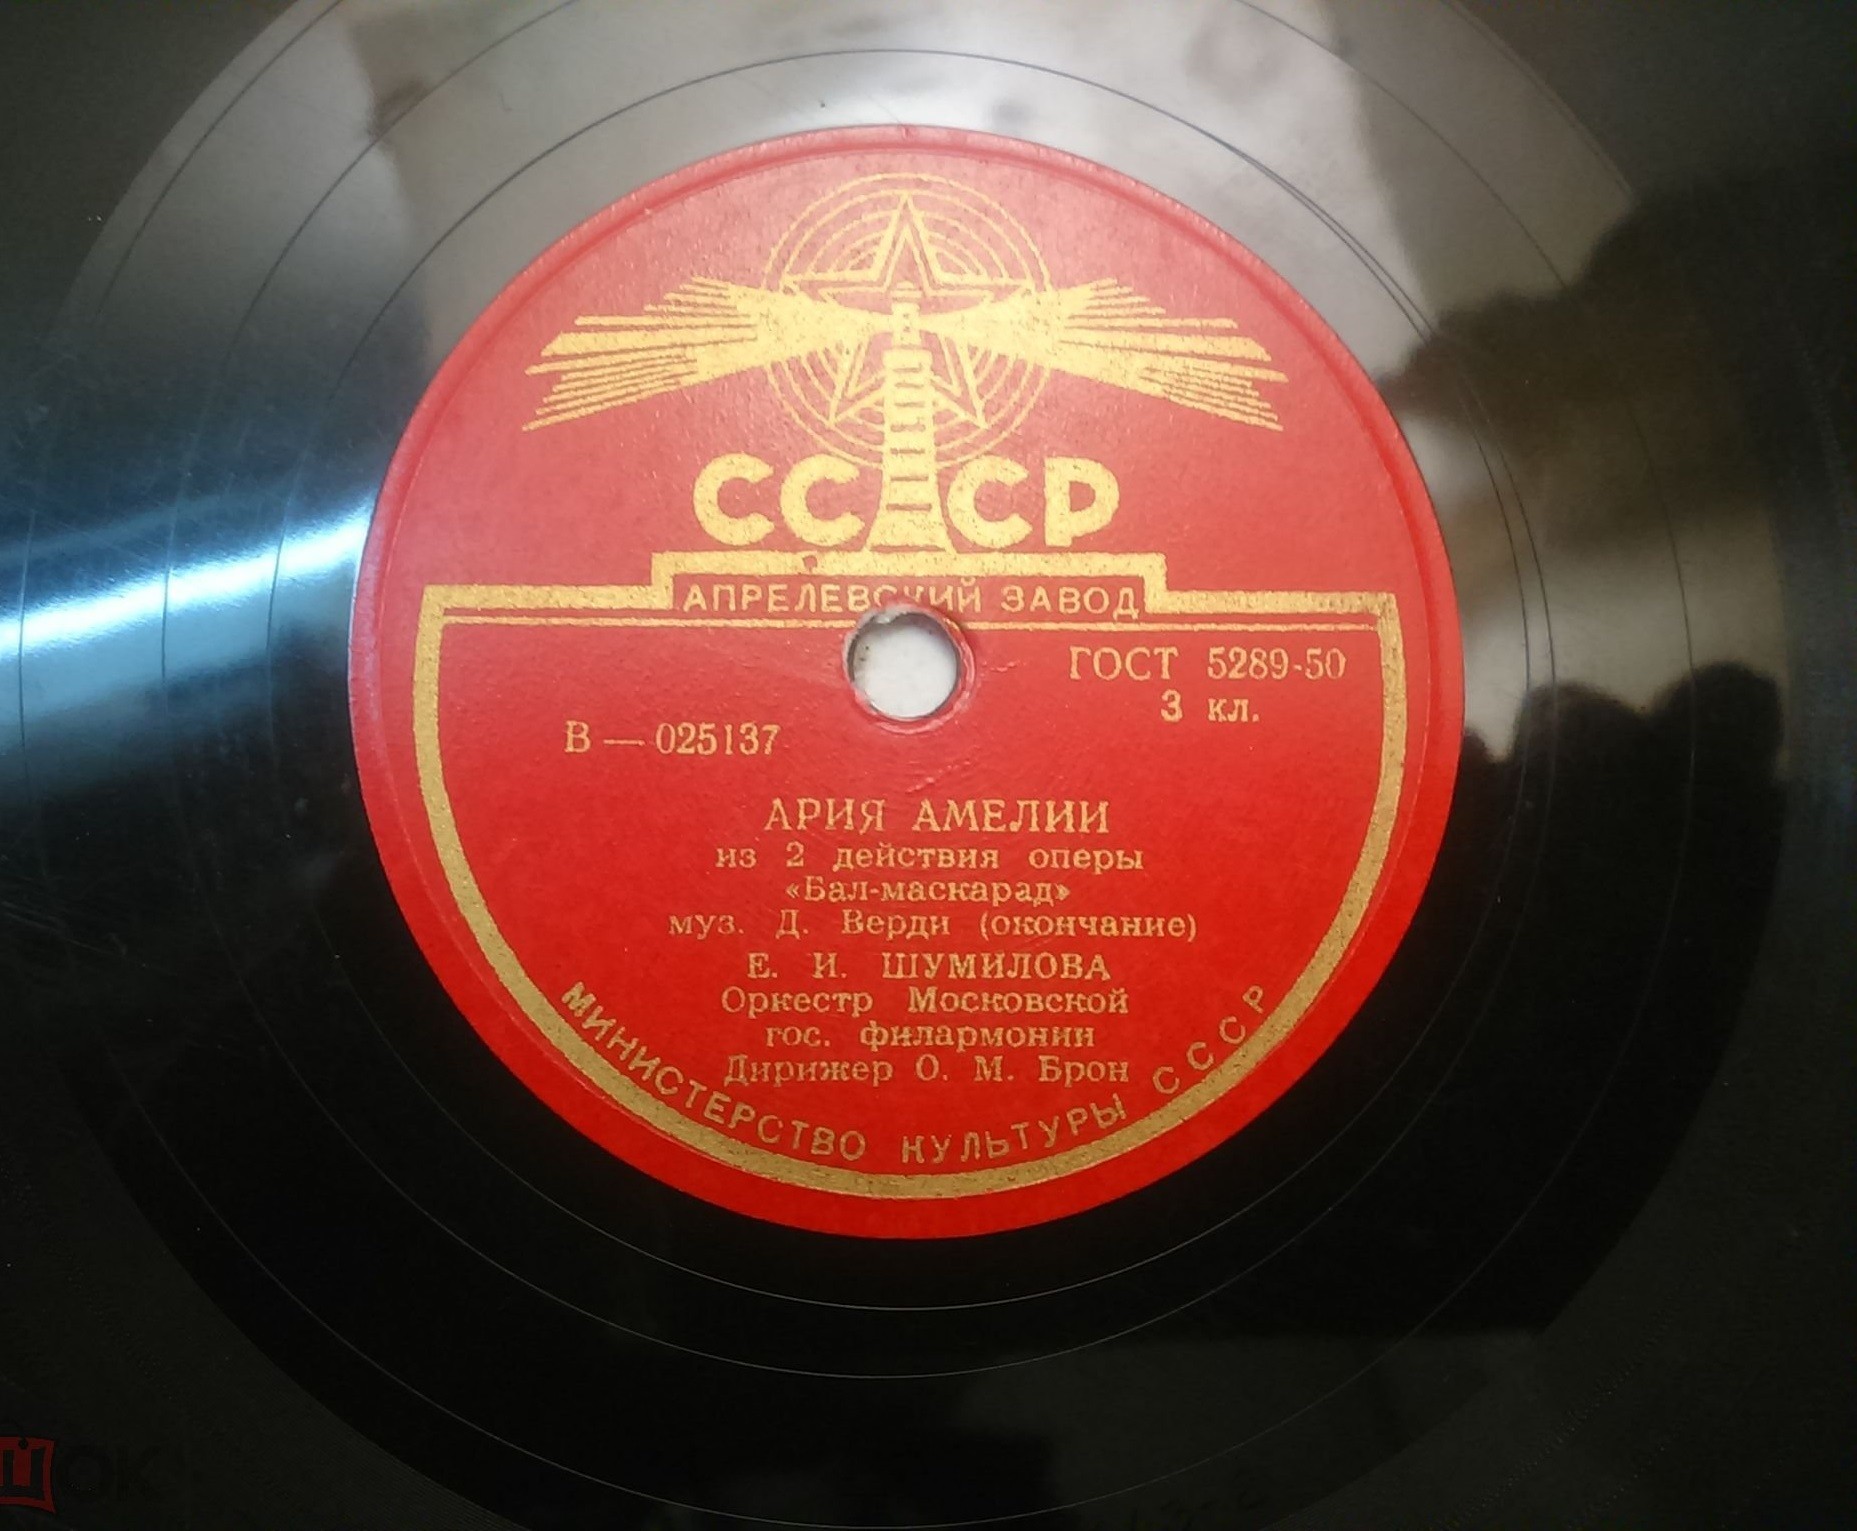 СССР
АПРЕЛЕВСКИЙ ЗАВОД
ГОСТ 5289-50
3 кл.
В — 025137
АРИЯ АМЕЛИИ
из 2 действия оперы
«Бал-маскарад»
муз. Д. Верди (окончание)
Е. И. ШУМИЛОВА
Оркестр Московской
гос. филармонии
Дирижер О. М. Брон
МИНИСТЕРСТВО КУЛЬТУРЫ СССР